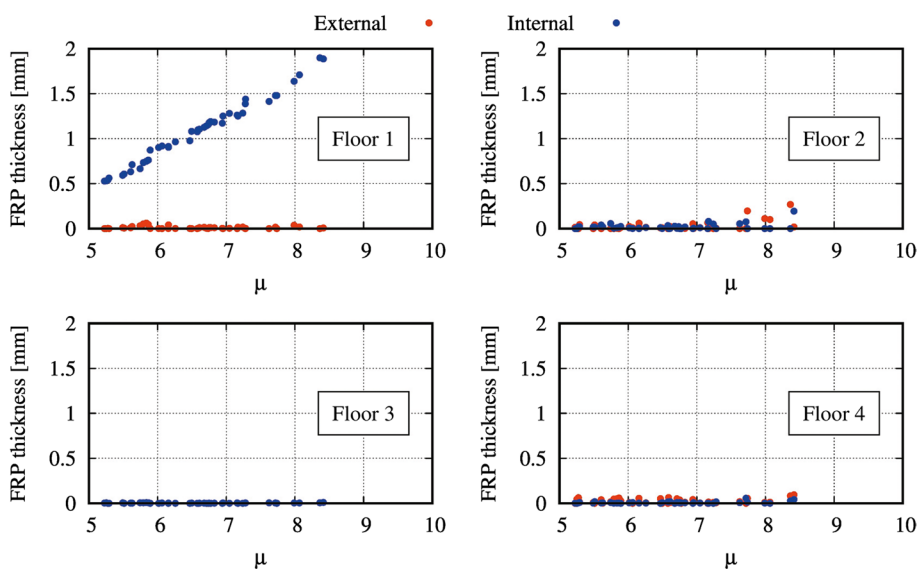 External Internal
FRP thickness [mm]
2
1.5
1
0.5
0
Floor 1
5 6 7 8 9 10
μ
FRP thickness [mm]
2
1.5
1
0.5
0
Floor 2
5 6 7 8 9 10
μ
FRP thickness [mm]
2
1.5
1
0.5
0
Floor 3
5 6 7 8 9 10
μ
FRP thickness [mm]
2
1.5
1
0.5
0
Floor 4
5 6 7 8 9 10
μ